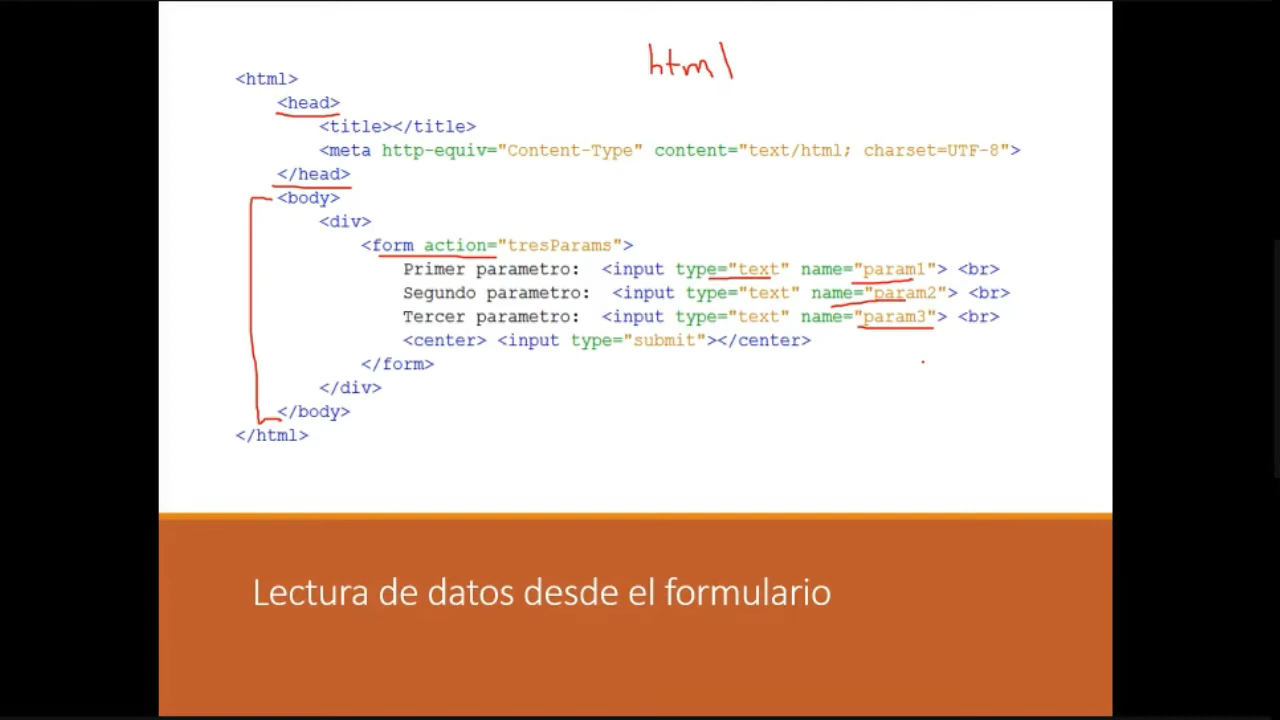 html
<html>
<head>
<title></title>
<meta http-equiv="Content-Type" content="text/html; charset=UTF-8">
</head>
<body>
<div>
<form action="tresParams">
Primer parametro: <input type="text" name="param1"> <br>
Segundo parametro: <input type="text" name="param2"> <br>
Tercer parametro: <input type="text" name="param3"> <br>
<center> <input type="submit"></center>
</form>
</div>
</body>
</html>
Lectura de datos desde el formulario